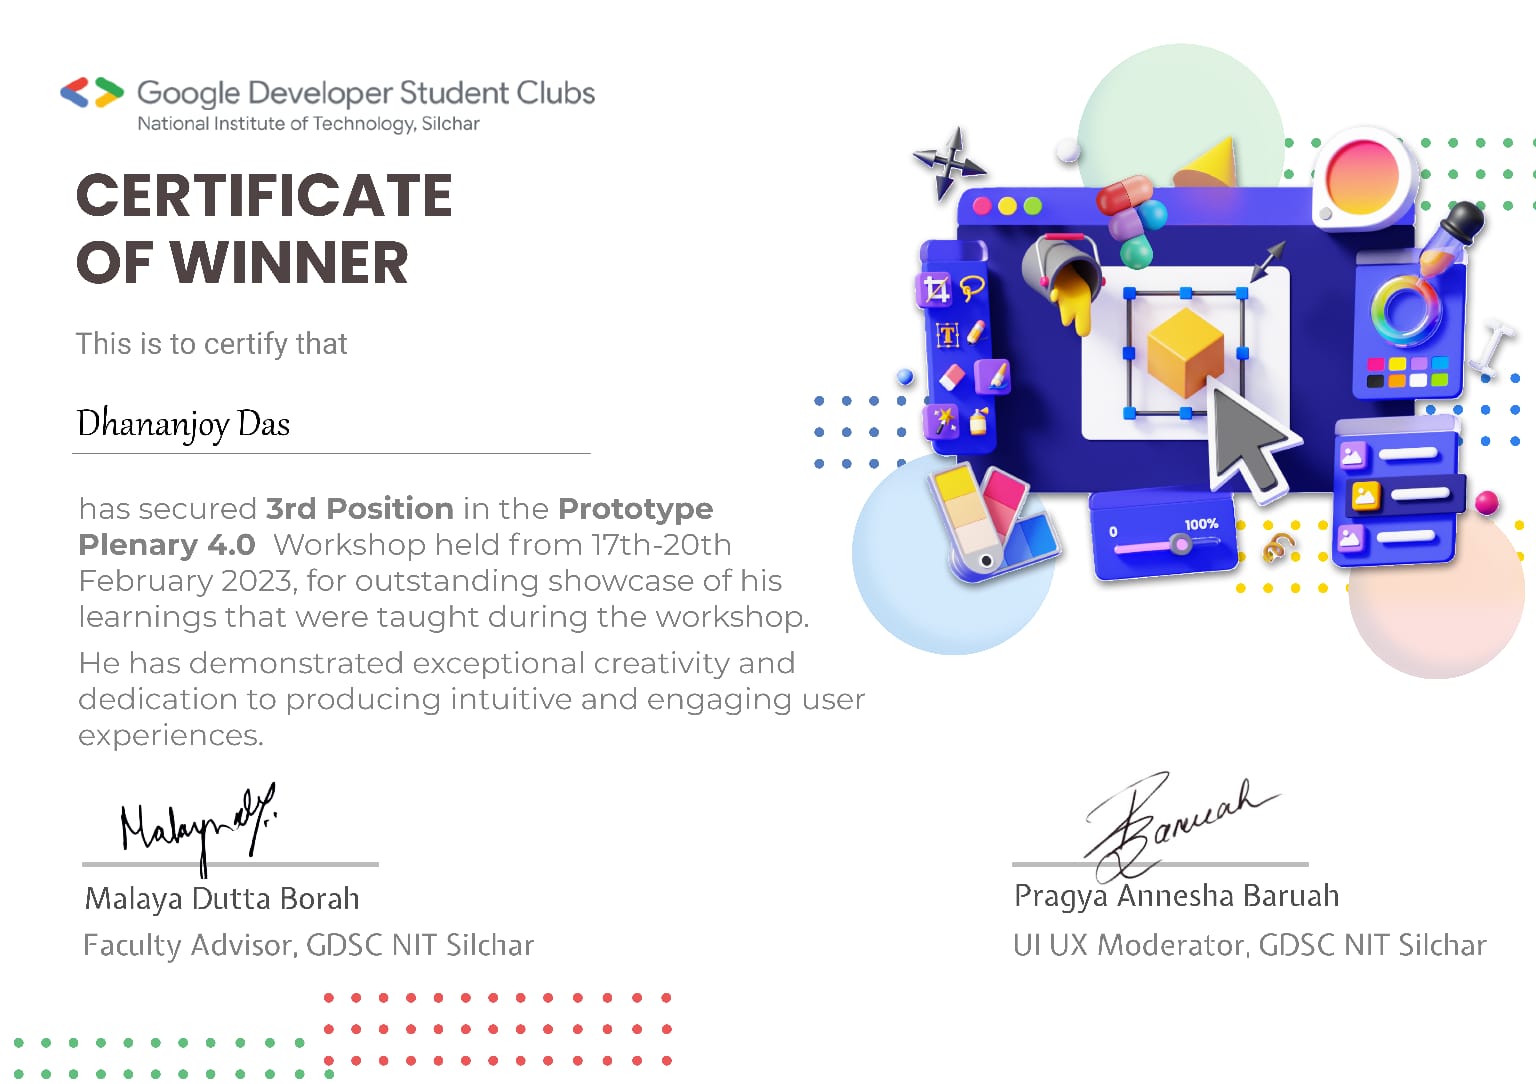 Google Developer Student Clubs
National Institute of Technology, Silchar
CERTIFICATE
OF WINNER
This is to certify that
Dhananjoy Das
has secured 3rd Position in the Prototype
Plenary 4.0 Workshop held from 17th-20th
February 2023, for outstanding showcase of his
learnings that were taught during the workshop.
He has demonstrated exceptional creativity and
dedication to producing intuitive and engaging user
experiences.
T
0 100%
Baruah
Malaya Dutta Borah
Faculty Advisor, GDSC NIT Silchar
Pragya Annesha Baruah
UI UX Moderator, GDSC NIT Silchar